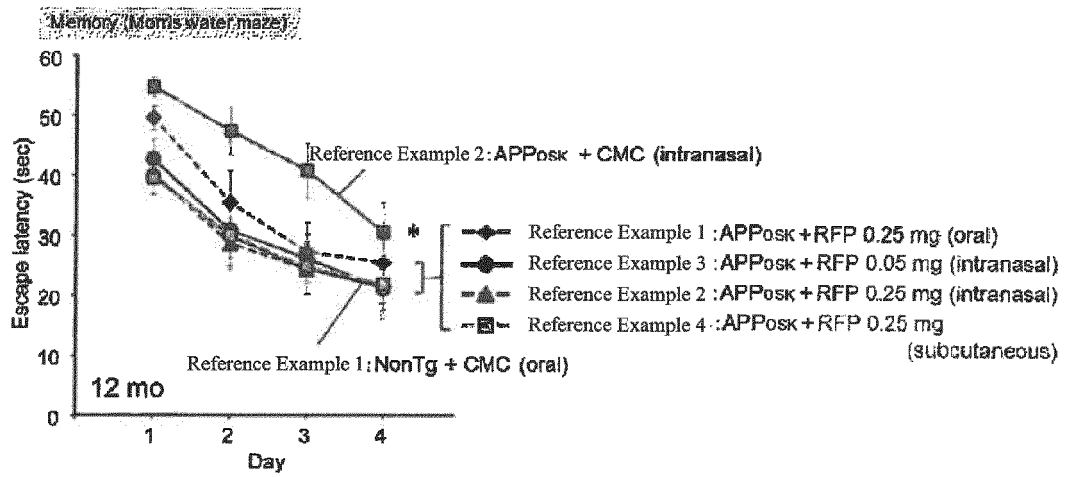 Memory (Morris water maze)
60
50
40
30
20
10
0
Escape latency (sec)
Reference Example 2:APPOSK + CMC (intranasal)
*
Reference Example 1 :APPOSK+RFP 0.25 mg (oral)
Reference Example 3 :APPOSK+RFP 0.05 mg (intranasal)
Reference Example 2 :APPOSK+RFP 0.25 mg (intranasal)
Reference Example 4 :APPOSK+RFP 0.25 mg
(subcutaneous)
Reference Example 1:NonTg + CMC (oral)
12 mo
1 2 3 4
Day